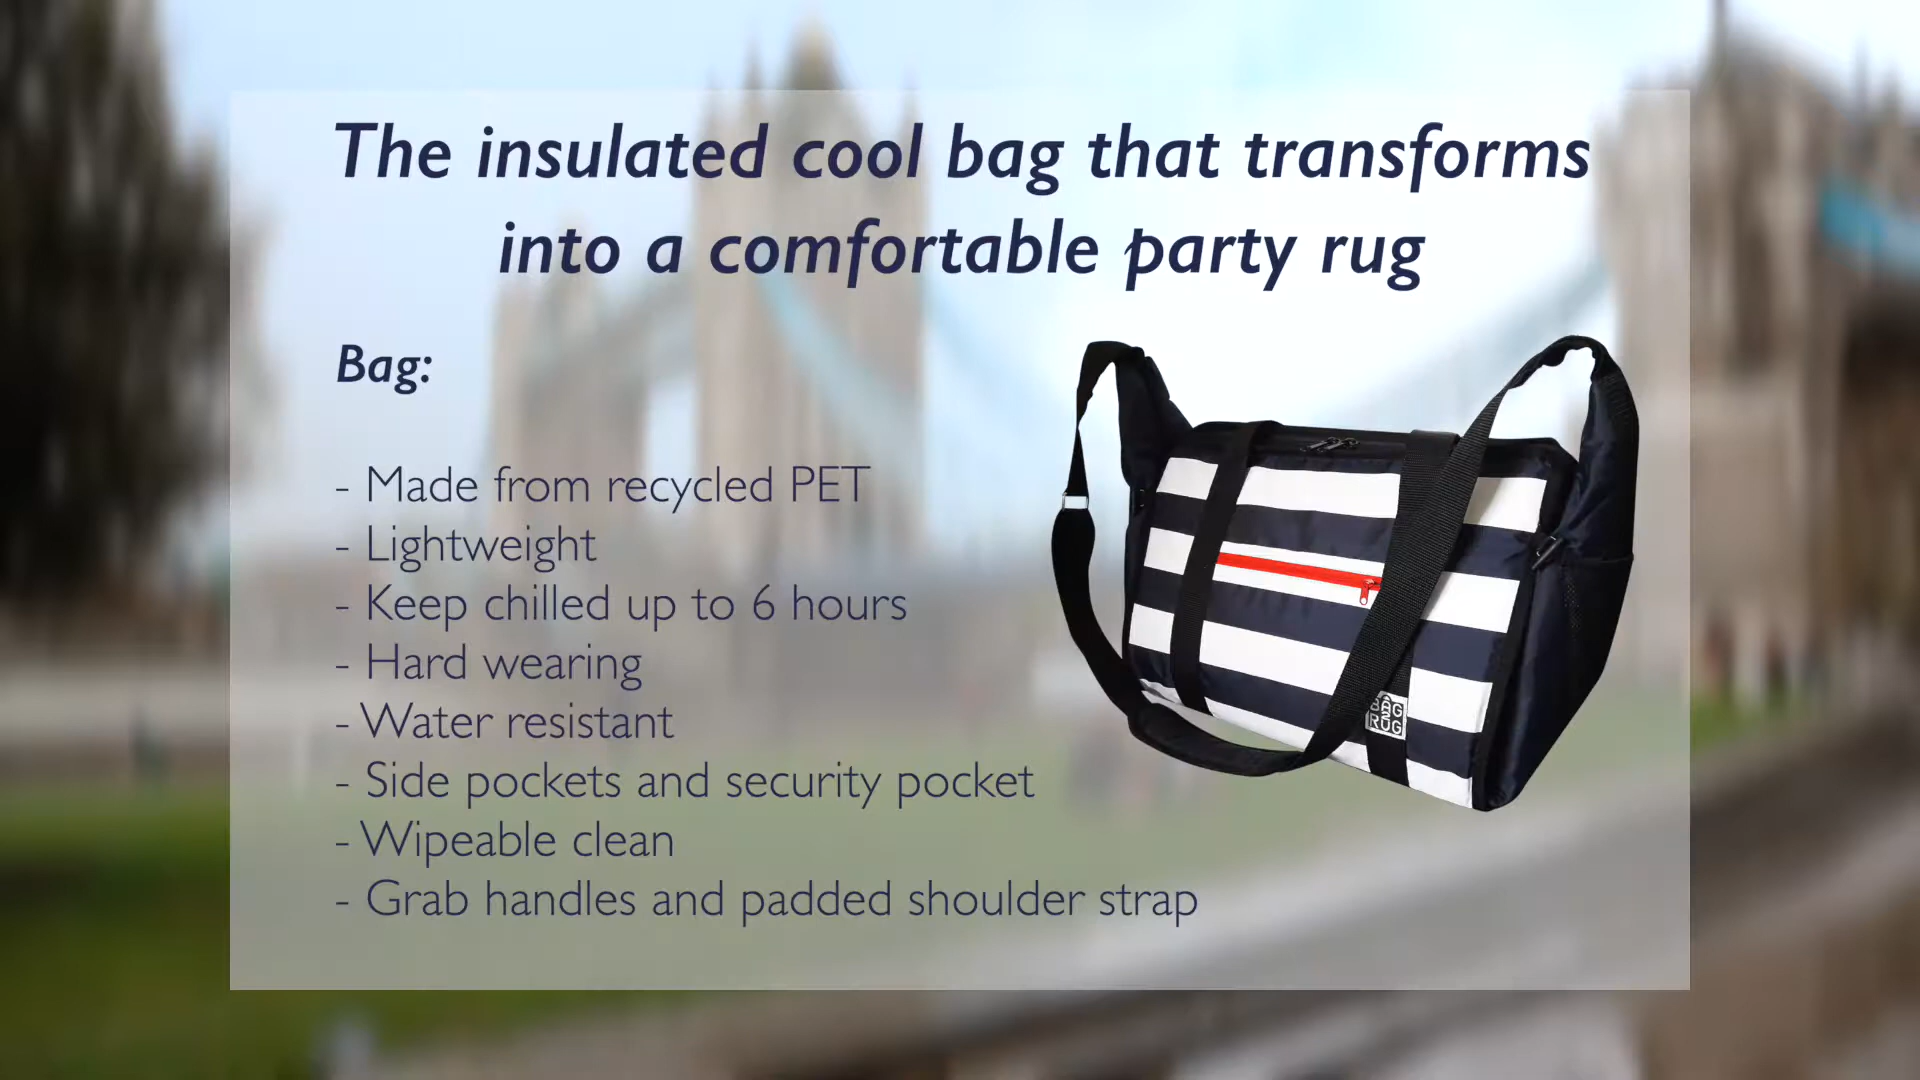 The insulated cool bag that transforms
into a comfortable party rug
Bag:
- Made from recycled PET
- Lightweight
- Keep chilled up to 6 hours
- Hard wearing
- Water resistant
- Side pockets and security pocket
- Wipeable clean
- Grab handles and padded shoulder strap
BAG
2
RUG